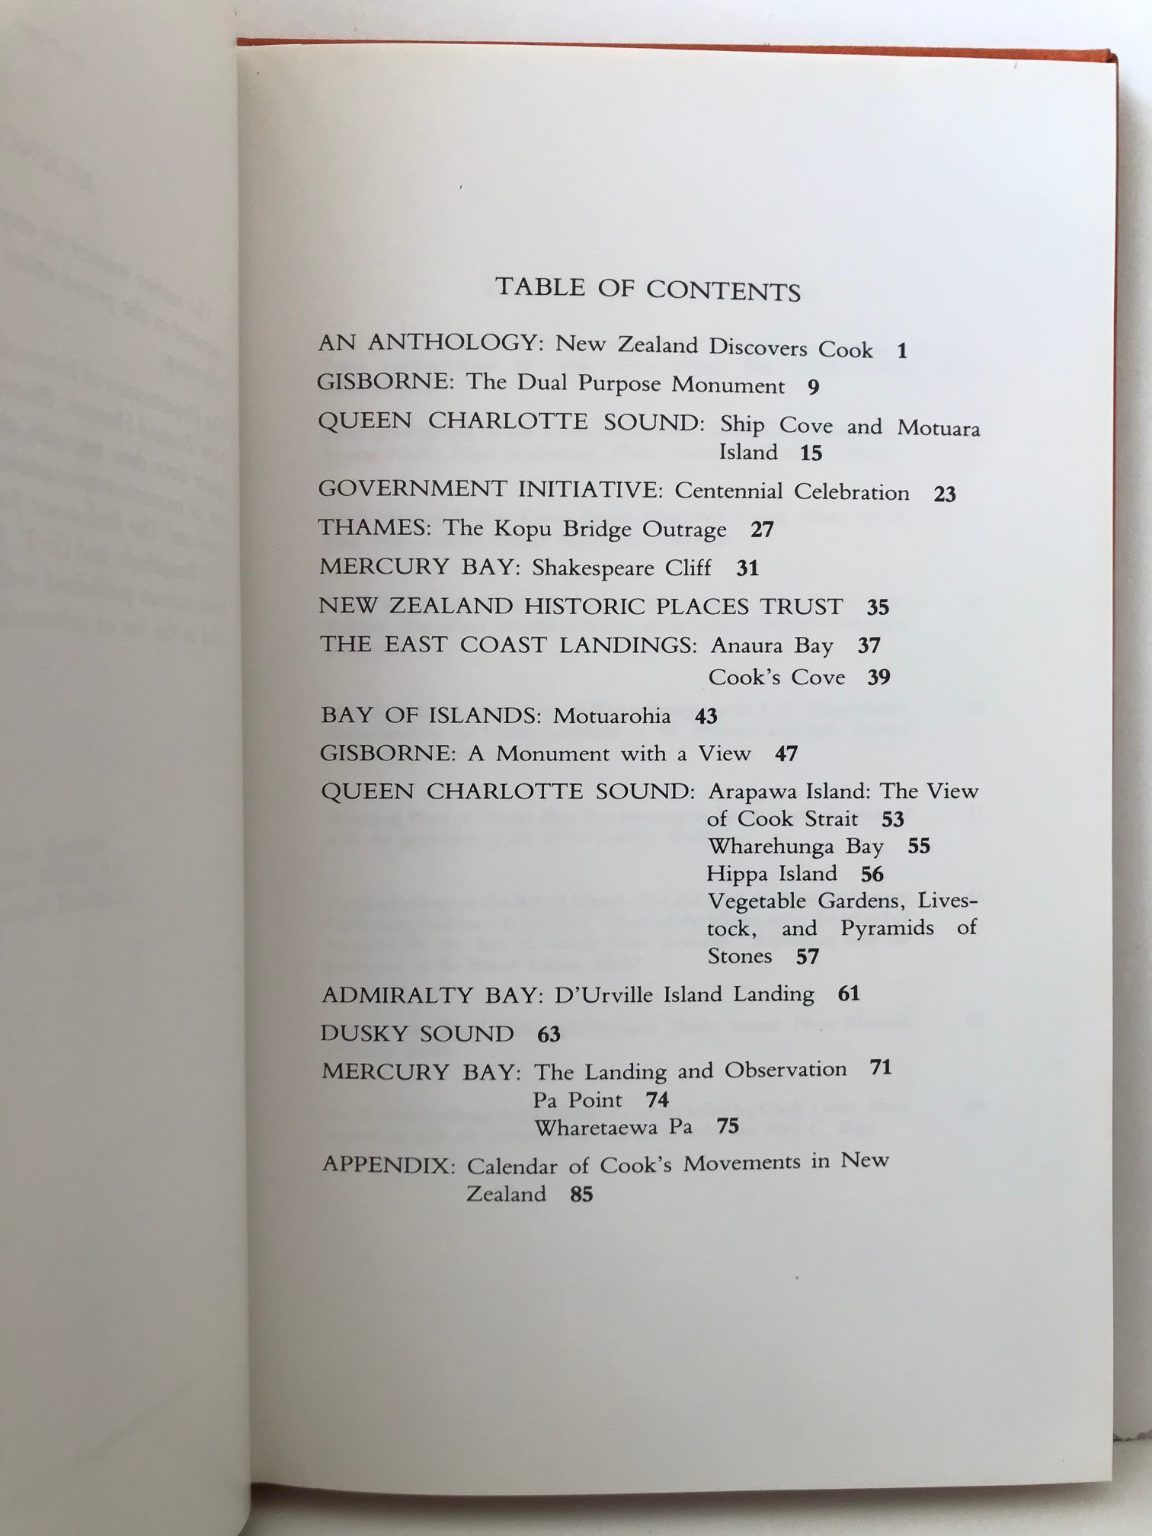 TABLE OF CONTENTS
AN ANTHOLOGY: New Zealand Discovers Cook 1
GISBORNE: The Dual Purpose Monument 9
QUEEN CHARLOTTE SOUND: Ship Cove and Motuara
Island 15
GOVERNMENT INITIATIVE: Centennial Celebration 23
THAMES: The Kopu Bridge Outrage 27
MERCURY BAY: Shakespeare Cliff 31
NEW ZEALAND HISTORIC PLACES TRUST 35
THE EAST COAST LANDINGS: Anaura Bay 37
Cook's Cove 39
BAY OF ISLANDS: Motuarohia 43
GISBORNE: A Monument with a View 47
QUEEN CHARLOTTE SOUND: Arapawa Island: The View
of Cook Strait 53
Wharehunga Bay 55
Hippa Island 56
Vegetable Gardens, Lives-
tock, and Pyramids of
Stones 57
ADMIRALTY BAY: D'Urville Island Landing 61
DUSKY SOUND 63
MERCURY BAY: The Landing and Observation 71
Pa Point 74
Wharetaewa Pa 75
APPENDIX: Calendar of Cook's Movements in New
Zealand 85